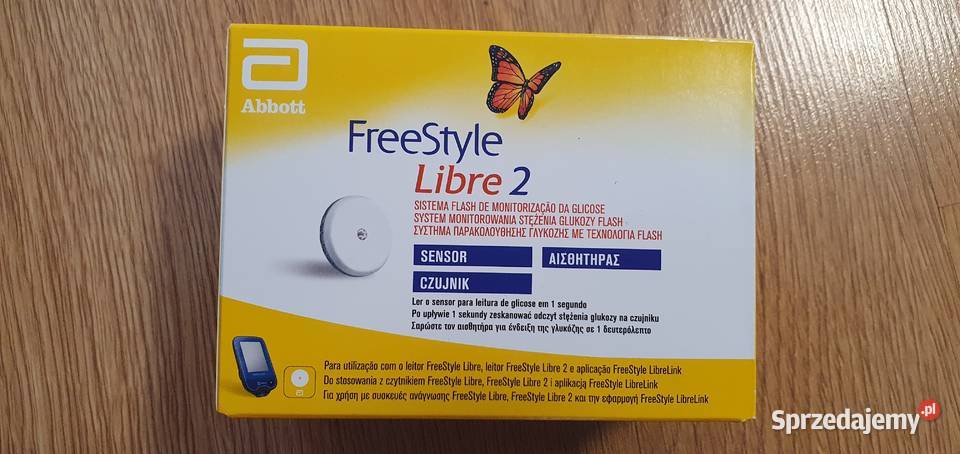 Abbott
FreeStyle
Libre 2
SISTEMA FLASH DE MONITORIZAÇÃO DA GLICOSE
SYSTEM MONITOROWANIA STĘŻENIA GLUKOZY FLASH
ΣΥΣΤΗΜΑ ΠΑΡΑΚΟΛΟΥΘΗΣΗΣ ΓΛΥΚΟΖΗΣ ΜΕ ΤΕΧΝΟΛΟΓΙΑ FLASH
SENSOR ΑΙΣΘΗΤΗΡΑΣ
CZUJNIK
Ler o sensor para leitura de glicose em 1 segundo
Po upływie 1 sekundy zeskanować odczyt stężenia glukozy na czujniku
Σαρώστε τον αισθητήρα για ένδειξη της γλυκόζης σε 1 δευτερόλεπτο
Para utilização com o leitor FreeStyle Libre, leitor FreeStyle Libre 2 e aplicação FreeStyle LibreLink
Do stosowania z czytnikiem FreeStyle Libre, FreeStyle Libre 2 i aplikacją FreeStyle LibreLink
Για χρήση με συσκευές ανάγνωσης FreeStyle Libre, FreeStyle Libre 2 και την εφαρμογή FreeStyle LibreLink
Sprzedajemy.pl